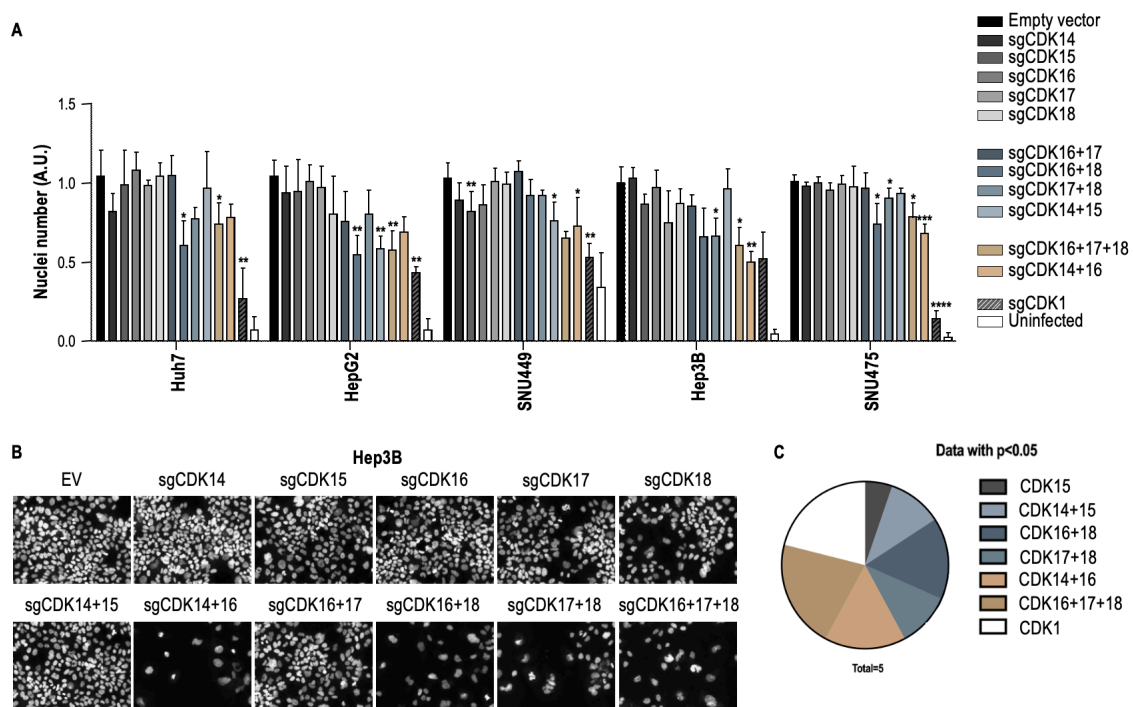 A
Empty vector
sgCDK14
sgCDK15
sgCDK16
sgCDK17
sgCDK18
sgCDK16+17
sgCDK16+18
sgCDK17+18
sgCDK14+15
sgCDK16+17+18
sgCDK14+16
sgCDK1
Uninfected
Nuclei number (A.U.)
1.5
1.0
0.5
0.0
* * **
** ** ** **
** * * **
* * **
* * * *** ****
Huh7
HepG2
SNU449
Hep3B
SNU475
B
Hep3B
EV sgCDK14 sgCDK15 sgCDK16 sgCDK17 sgCDK18
sgCDK14+15 sgCDK14+16 sgCDK16+17 sgCDK16+18 sgCDK17+18 sgCDK16+17+18
C
Data with p<0.05
CDK15
CDK14+15
CDK16+18
CDK17+18
CDK14+16
CDK16+17+18
CDK1
Total=5